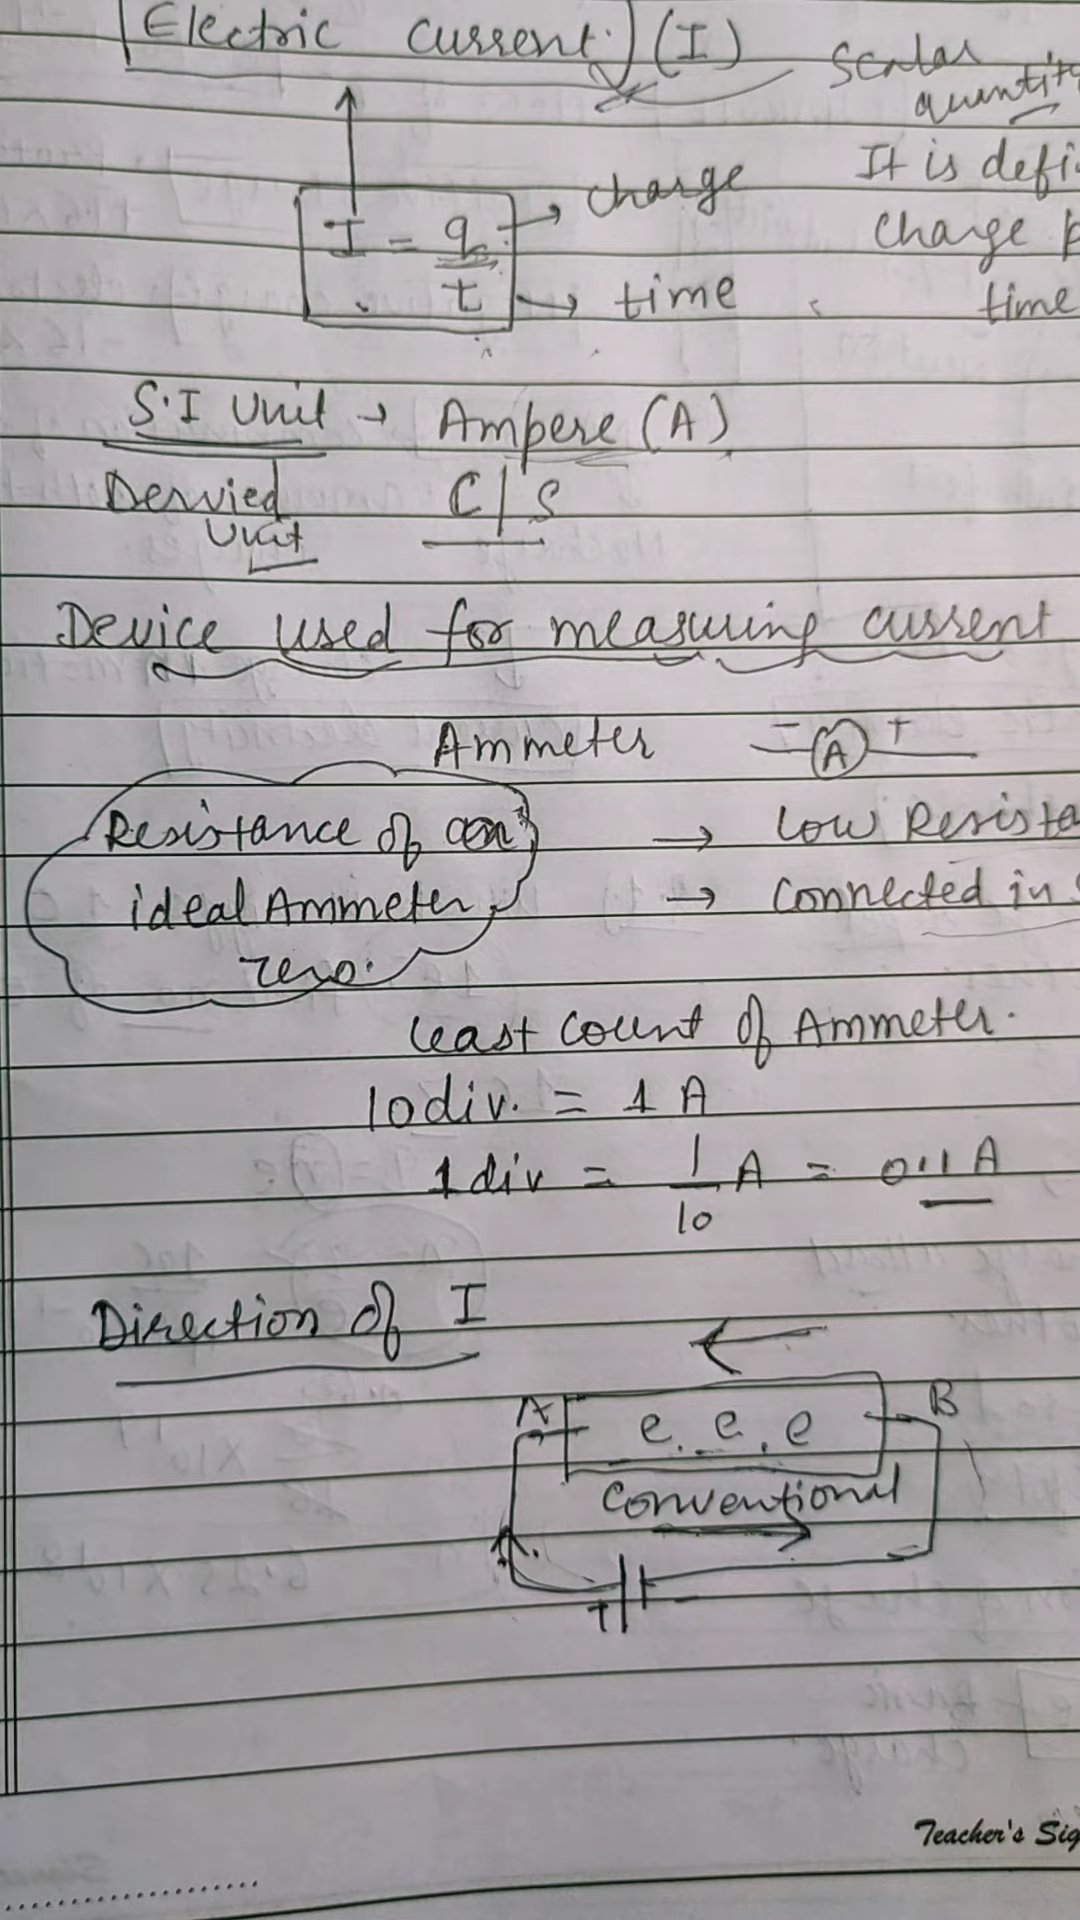 Electric Current (I)
Scalar
quantity
It is defi
Charge p
time
I = q/t
→ charge
→ time
S.I Unit → Ampere (A)
Dervied C/S
Unit
Device used for measuring current
Ammeter - (A) +
Resistance of an
ideal Ammeter
zero.
→ Low Resista
→ Connected in S
least Count of Ammeter.
10 div. = 1 A
1 div = 1/10 A = 0.1 A
Direction of I
A B
e e e
Conventional
+ -
Teacher's Sig